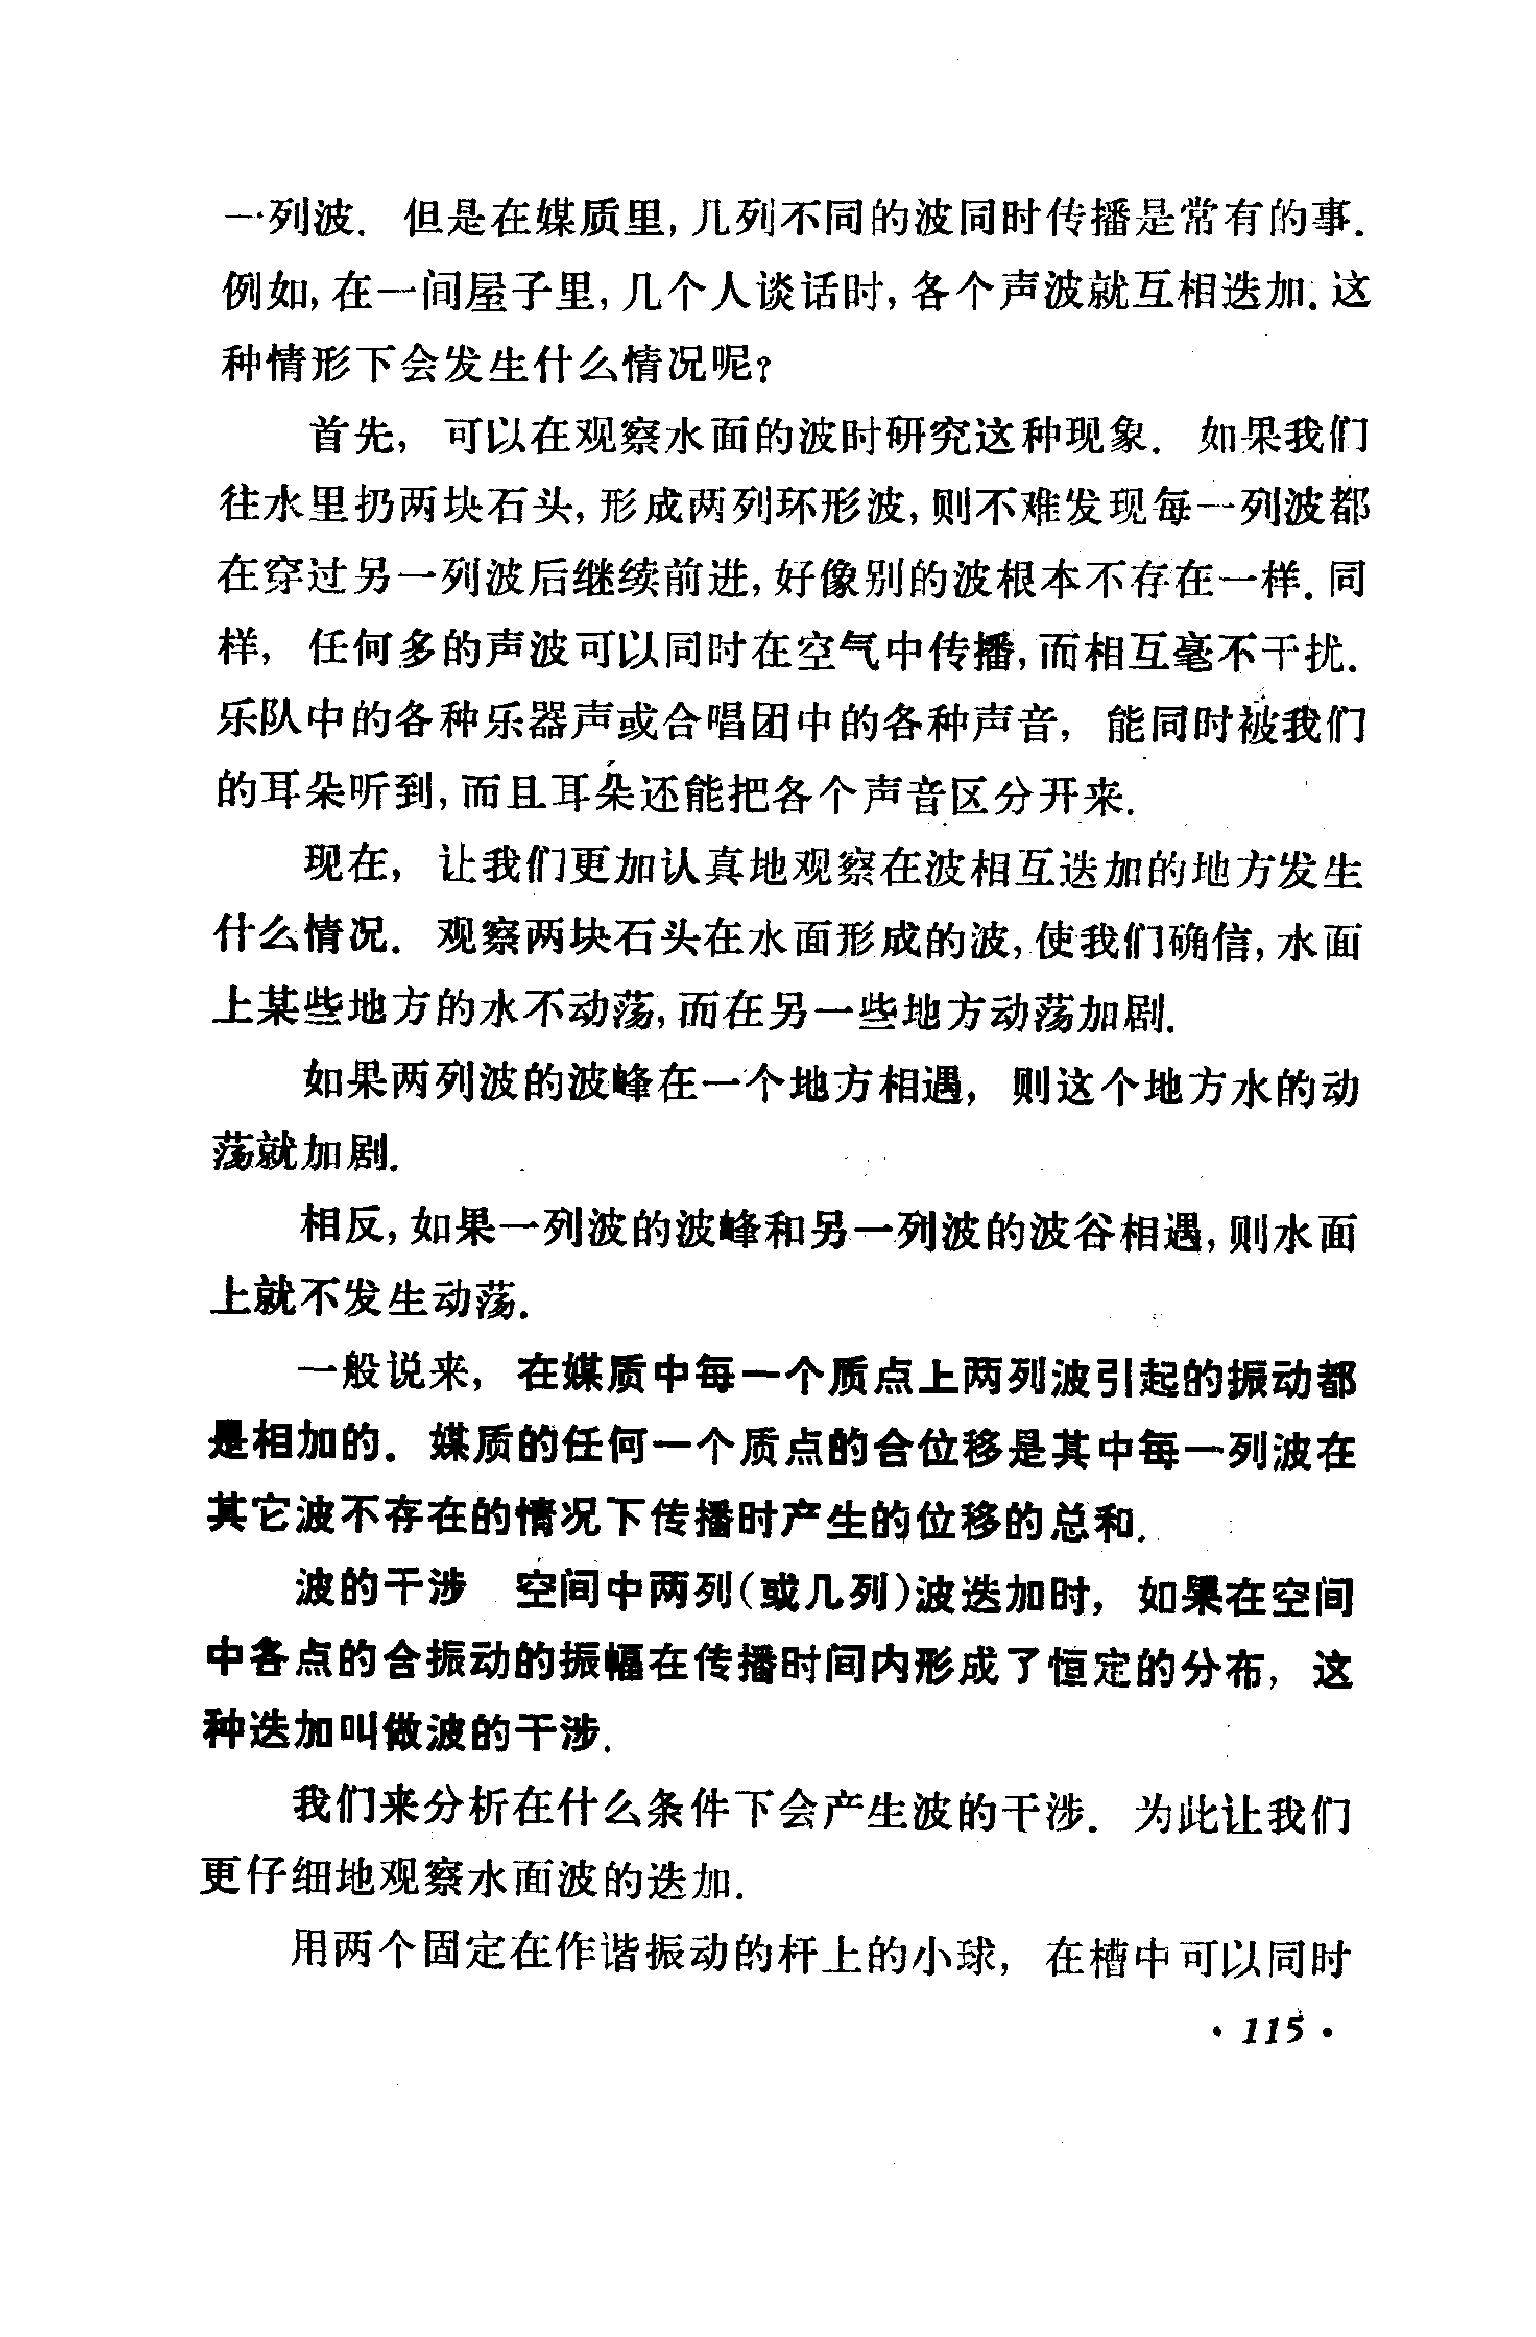 一列波. 但是在媒质里,几列不同的波同时传播是常有的事.
例如,在一间屋子里,几个人谈话时,各个声波就互相迭加.这
种情形下会发生什么情况呢?
首先, 可以在观察水面的波时研究这种现象. 如果我们
往水里扔两块石头,形成两列环形波,则不难发现每一列波都
在穿过另一列波后继续前进,好像别的波根本不存在一样.同
样, 任何多的声波可以同时在空气中传播,而相互毫不干扰.
乐队中的各种乐器声或合唱团中的各种声音, 能同时被我们
的耳朵听到,而且耳朵还能把各个声音区分开来.
现在, 让我们更加认真地观察在波相互迭加的地方发生
什么情况. 观察两块石头在水面形成的波,使我们确信,水面
上某些地方的水不动荡,而在另一些地方动荡加剧.
如果两列波的波峰在一个地方相遇, 则这个地方水的动
荡就加剧.
相反,如果一列波的波峰和另一列波的波谷相遇,则水面
上就不发生动荡.
一般说来, 在媒质中每一个质点上两列波引起的振动都
是相加的. 媒质的任何一个质点的合位移是其中每一列波在
其它波不存在的情况下传播时产生的位移的总和.
波的干涉 空间中两列(或几列)波迭加时, 如果在空间
中各点的合振动的振幅在传播时间内形成了恒定的分布, 这
种迭加叫做波的干涉.
我们来分析在什么条件下会产生波的干涉. 为此让我们
更仔细地观察水面波的迭加.
用两个固定在作谐振动的杆上的小球, 在槽中可以同时
· 115 ·